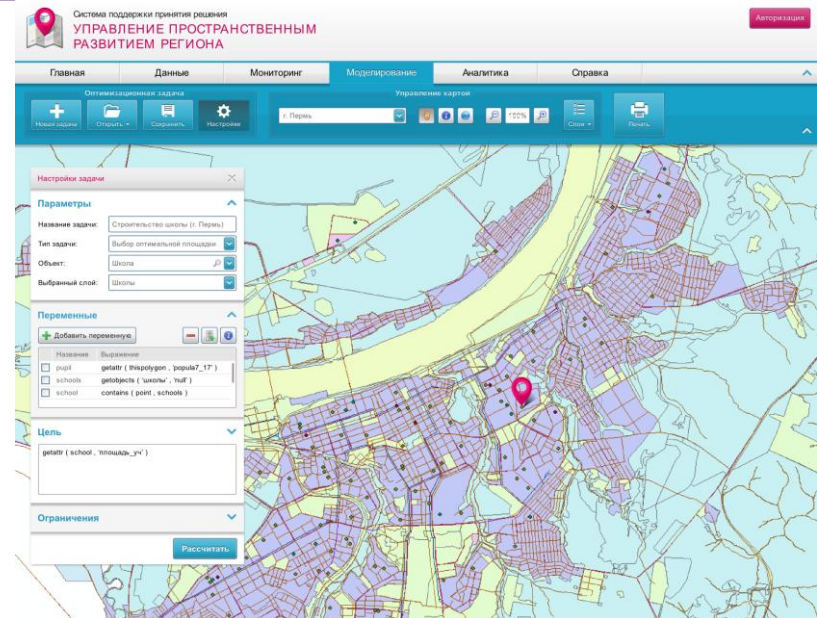 Система поддержки принятия решения
УПРАВЛЕНИЕ ПРОСТРАН-
СТВЕННЫМ
РАЗВИТИЕМ РЕГИОНА
Авторизация
Главная Данные Мониторинг Моделирование Аналитика Справка
Оптимизационная задача Управление картой
Новая задача Открыть Сохранить Настройки г. Пермь 100% Слои Печать
Настройки задачи
Параметры
Название задачи: Строительство школы (г. Пермь)
Тип задачи: Выбор оптимальной площадки
Объект: Школа
Выбранный слой: Школы
Переменные
Добавить переменную
Название Выражение
pupil getattr ( thispolygon , 'popula7_17' )
schools getobjects ( 'школы' , 'null' )
school contains ( point , schools )
Цель
getattr ( school , 'площадь_уч' )
Ограничения
Рассчитать